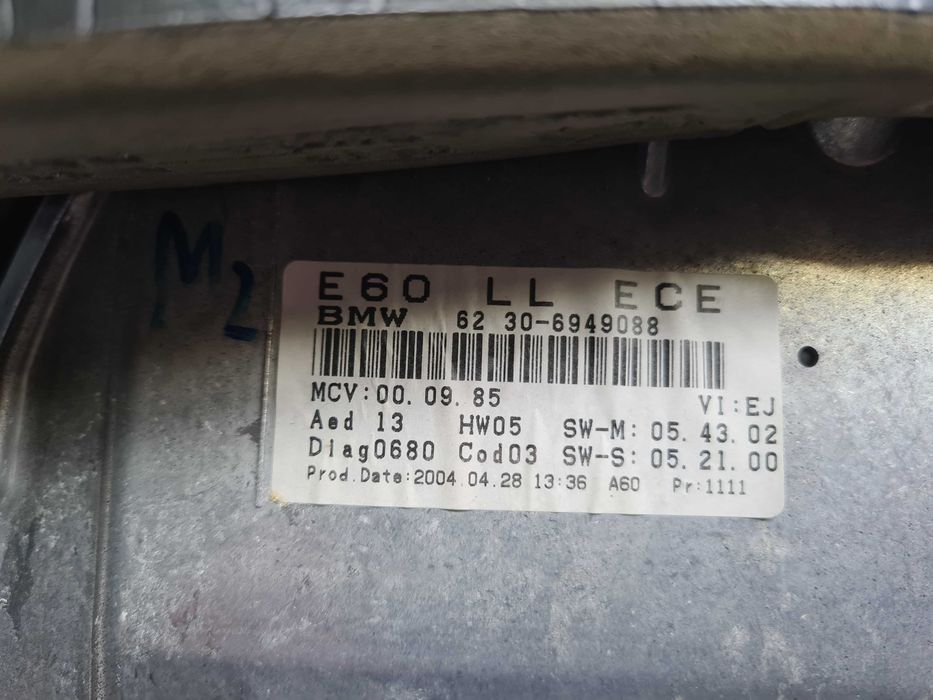 M2
E60 LL ECE
BMW 62 30-6949088
MCV:00.09.85 VI:EJ
Aed 13 HW05 SW-M: 05.43.02
Diag0680 Cod03 SW-S: 05.21.00
Prod.Date:2004.04.28 13:36 A60 Pr:1111